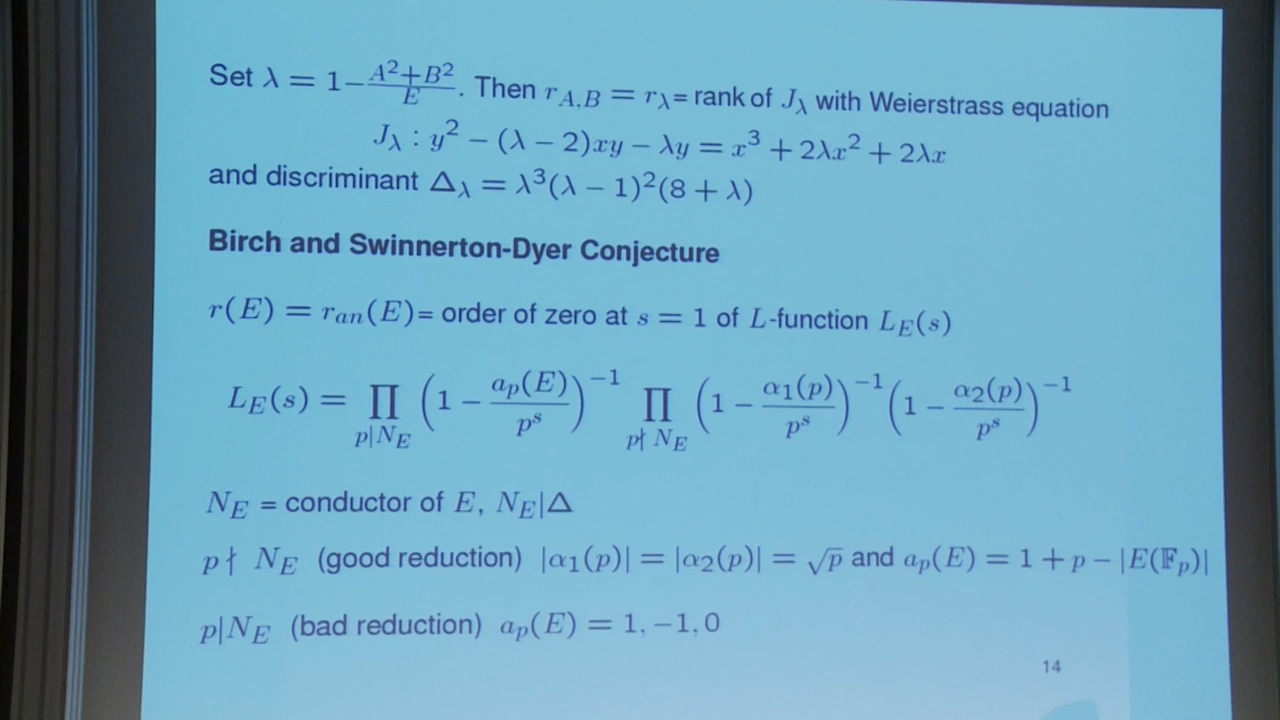 Set λ = 1 − A²+B²/E . Then r_{A,B} = r_λ = rank of J_λ with Weierstrass equation
J_λ : y² − (λ − 2)xy − λy = x³ + 2λx² + 2λx
and discriminant Δ_λ = λ³(λ − 1)²(8 + λ)
Birch and Swinnerton-Dyer Conjecture
r(E) = r_{an}(E)= order of zero at s = 1 of L-function L_E(s)
L_E(s) = ∏_{p|N_E} (1 − a_p(E)/p^s)^{−1} ∏_{p∤N_E} (1 − α₁(p)/p^s)^{−1} (1 − α₂(p)/p^s)^{−1}
N_E = conductor of E, N_E|Δ
p∤ N_E (good reduction) |α₁(p)| = |α₂(p)| = √p and a_p(E) = 1 + p − |E(𝔽_p)|
p|N_E (bad reduction) a_p(E) = 1, −1, 0
14